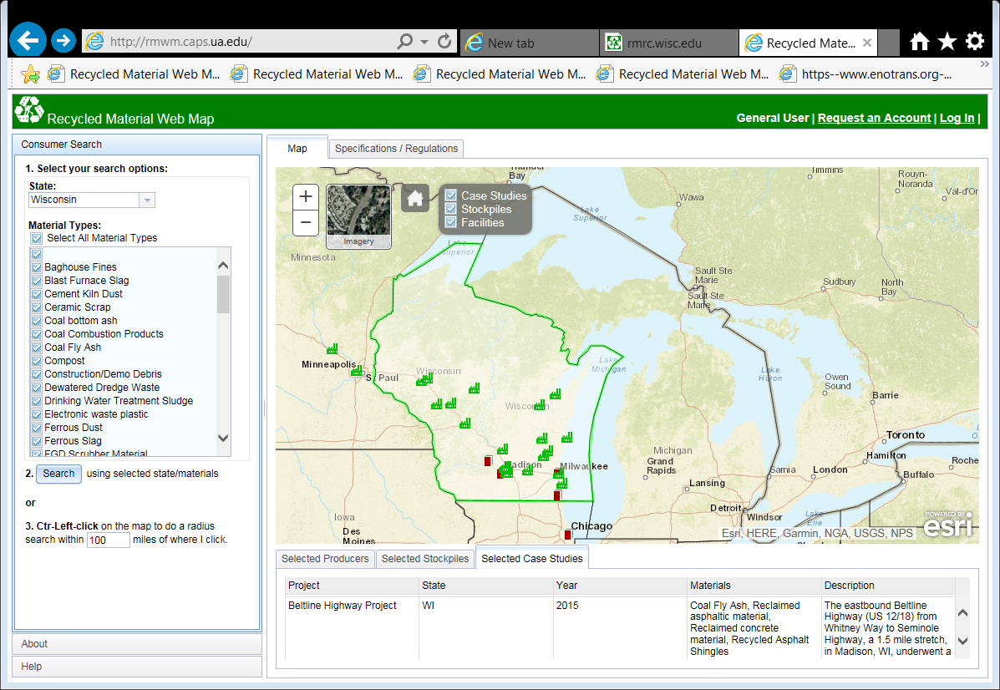 http://rmwm.caps.ua.edu/
New tab
rmrc.wisc.edu
Recycled Mate...
Recycled Material Web M...
Recycled Material Web M...
Recycled Material Web M...
Recycled Material Web M...
https--www.enotrans.org-...
Recycled Material Web Map
General User | Request an Account | Log In |
Consumer Search
1. Select your search options:
State:
Wisconsin
Material Types:
Select All Material Types
Baghouse Fines
Blast Furnace Slag
Cement Kiln Dust
Ceramic Scrap
Coal bottom ash
Coal Combustion Products
Coal Fly Ash
Compost
Construction/Demo Debris
Dewatered Dredge Waste
Drinking Water Treatment Sludge
Electronic waste plastic
Ferrous Dust
Ferrous Slag
FGD Scrubber Material
2. Search using selected state/materials
or
3. Ctr-Left-click on the map to do a radius
search within 100 miles of where I click.
About
Help
Map
Specifications / Regulations
+
−
Imagery
Case Studies
Stockpiles
Facilities
Thunder
Bay
Timmins
Rouyn-
Noranda
Val-d'Or
Wawa
Lake
Superior
Lake
Superior
Minnesota
Sault Ste
Marie
Sault Ste
Marie
Sudbury
North
Bay
Minneapolis
St Paul
Wisconsin
Lake
Michigan
Lake
Huron
Owen
Sound
Barrie
Toronto
Hamilton
Roche
Buffalo
London
Sarnia
Michigan
Grand
Rapids
Lansing
Detroit
Windsor
Lake
Erie
Milwaukee
Chicago
Iowa
Des
Moines
Esri, HERE, Garmin, NGA, USGS, NPS
POWERED BY
esri
Selected Producers
Selected Stockpiles
Selected Case Studies
Project State Year Materials Description
Beltline Highway Project WI 2015
Coal Fly Ash, Reclaimed
asphaltic material,
Reclaimed concrete
material, Recycled Asphalt
Shingles
The eastbound Beltline
Highway (US 12/18) from
Whitney Way to Seminole
Highway, a 1.5 mile stretch,
in Madison, WI, underwent a